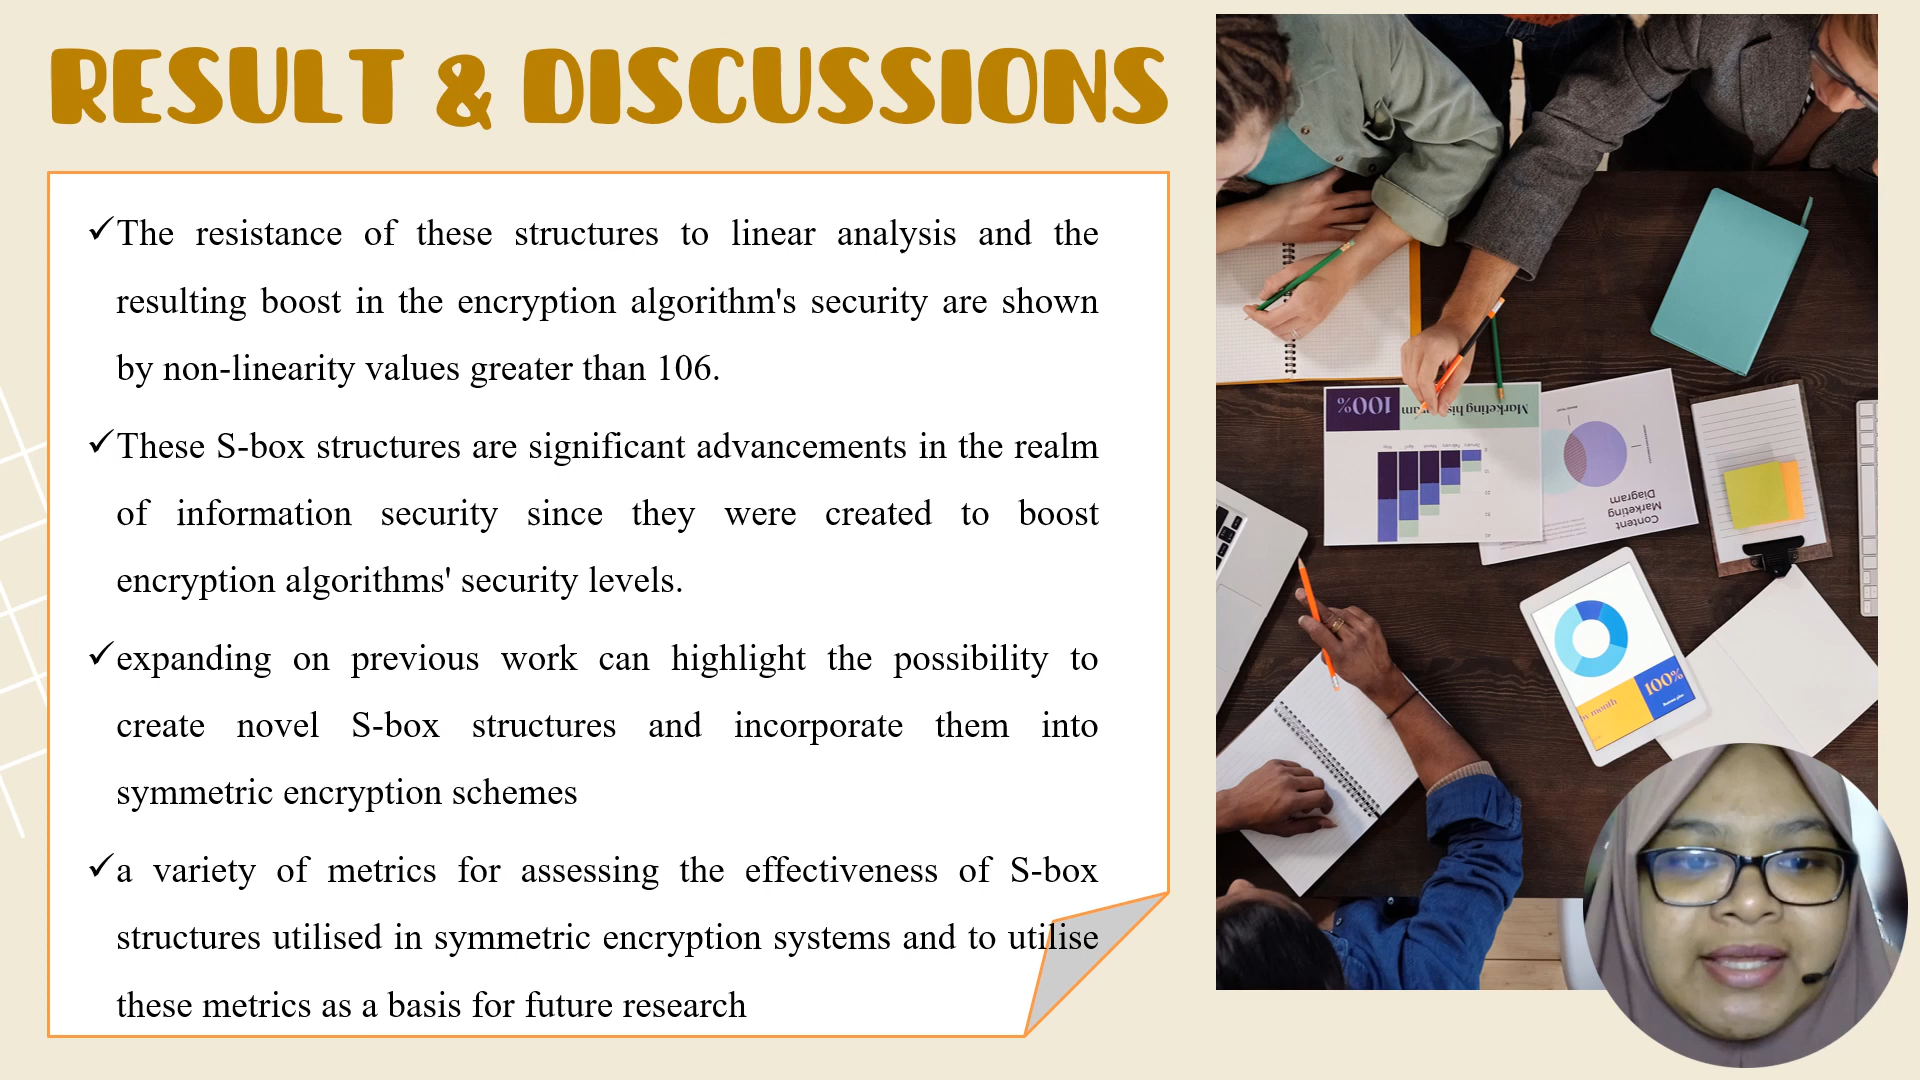 RESULT & DISCUSSIONS
✓The resistance of these structures to linear analysis and the
resulting boost in the encryption algorithm's security are shown
by non-linearity values greater than 106.
✓These S-box structures are significant advancements in the realm
of information security since they were created to boost
encryption algorithms' security levels.
✓expanding on previous work can highlight the possibility to
create novel S-box structures and incorporate them into
symmetric encryption schemes
✓a variety of metrics for assessing the effectiveness of S-box
structures utilised in symmetric encryption systems and to utilise
these metrics as a basis for future research
100%
Marketing
Content
Marketing
Diagram
100%
month